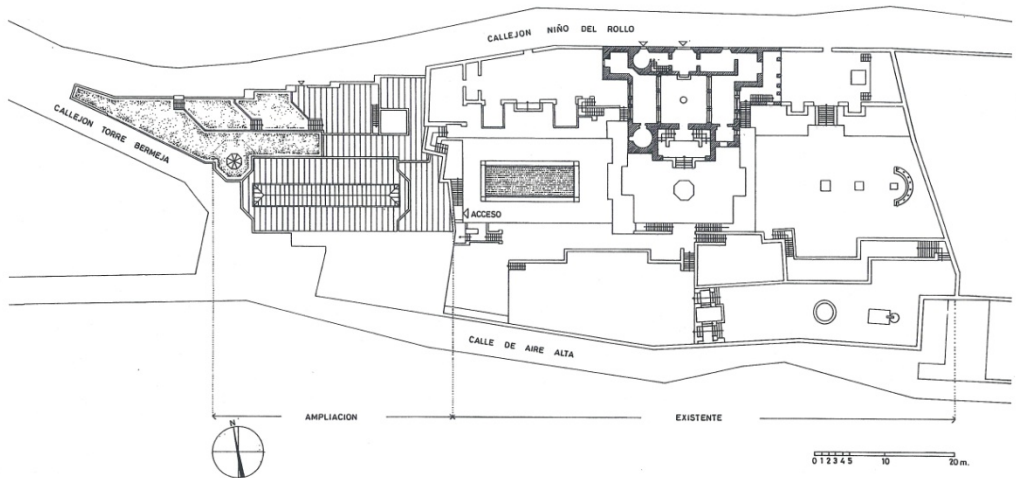 CALLEJON NIÑO DEL ROLLO
CALLEJON TORRE BERMEJA
ACCESO
CALLE DE AIRE ALTA
AMPLIACION
EXISTENTE
N
0 1 2 3 4 5 10 20 m.